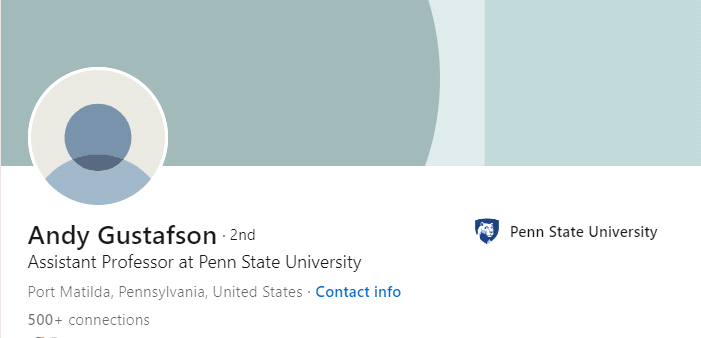 Andy Gustafson · 2nd
Penn State University
Assistant Professor at Penn State University
Port Matilda, Pennsylvania, United States · Contact info
500+ connections